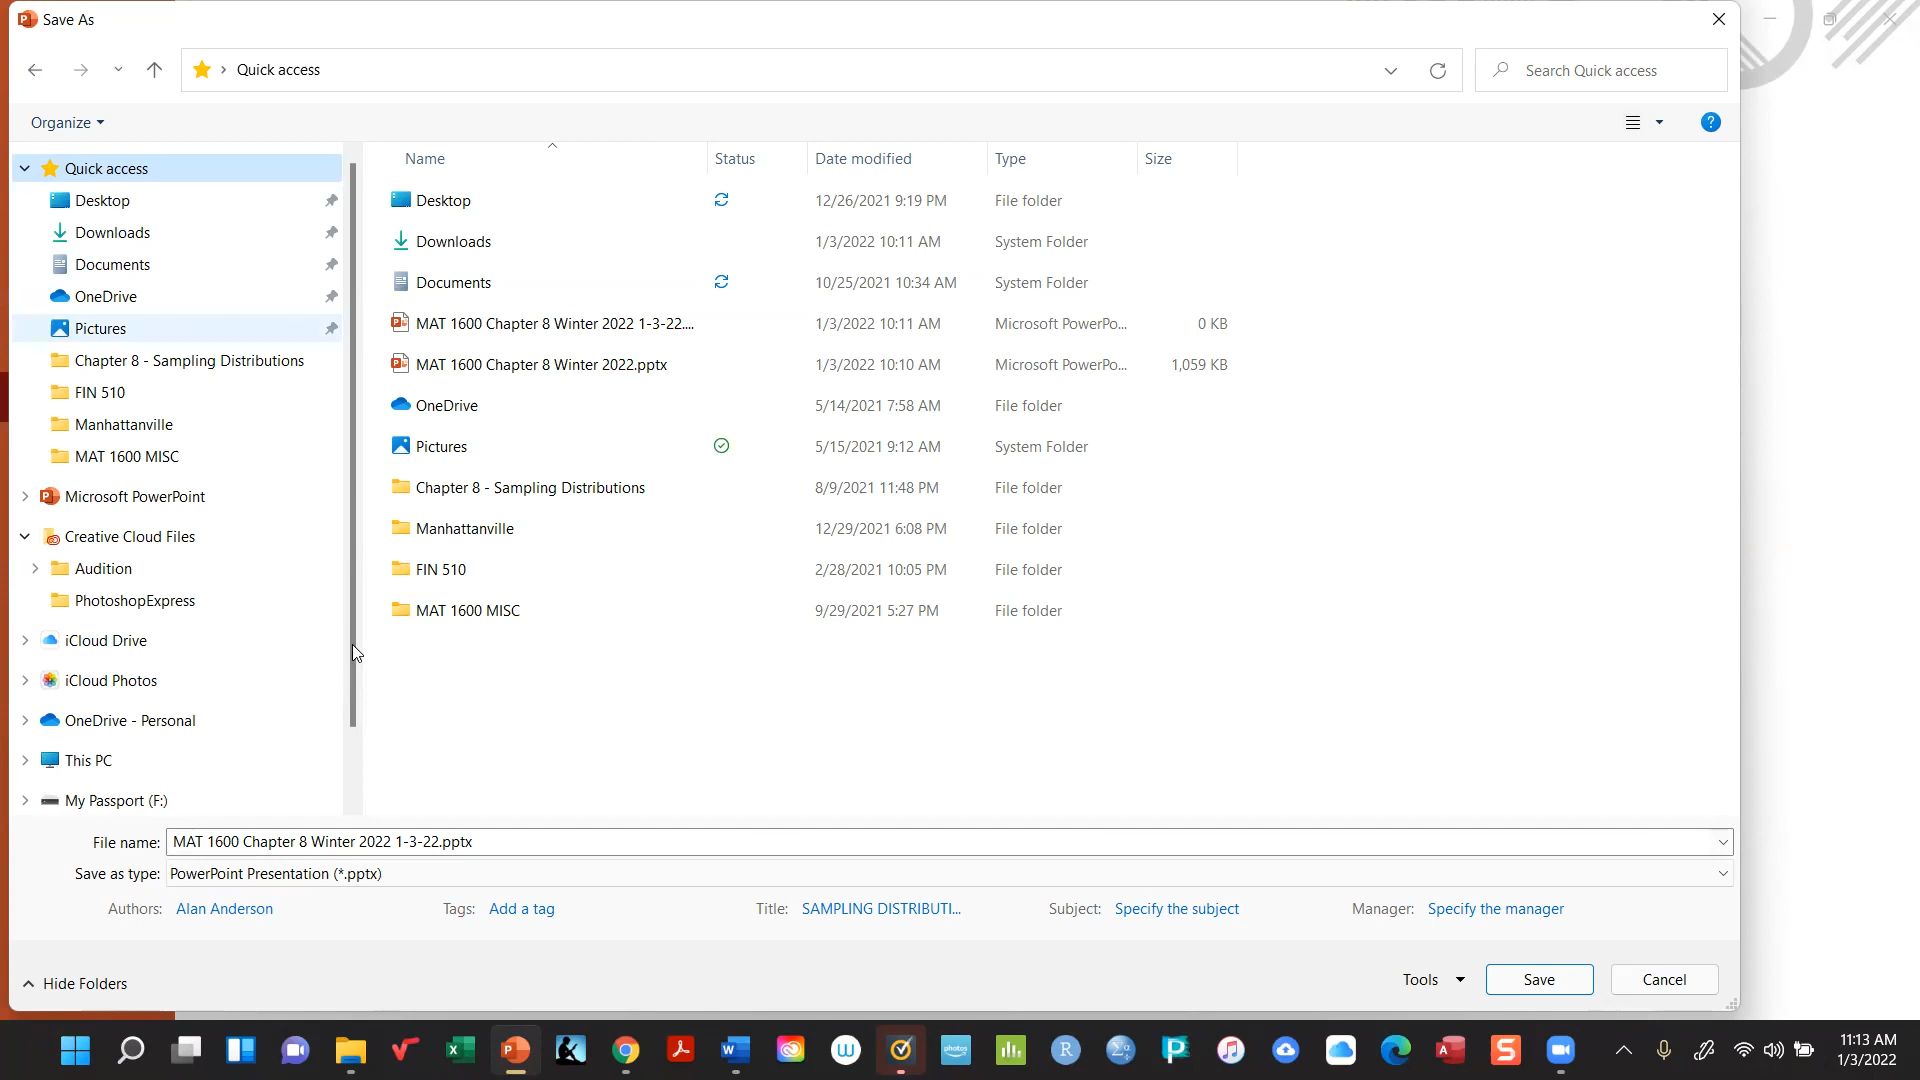 Save As
Quick access
Search Quick access
Organize
Name Status Date modified Type Size
Quick access
Desktop
Downloads
Documents
OneDrive
Pictures
Chapter 8 - Sampling Distributions
FIN 510
Manhattanville
MAT 1600 MISC
Microsoft PowerPoint
Creative Cloud Files
Audition
PhotoshopExpress
iCloud Drive
iCloud Photos
OneDrive - Personal
This PC
My Passport (F:)
Desktop 12/26/2021 9:19 PM File folder
Downloads 1/3/2022 10:11 AM System Folder
Documents 10/25/2021 10:34 AM System Folder
MAT 1600 Chapter 8 Winter 2022 1-3-22.... 1/3/2022 10:11 AM Microsoft PowerPo... 0 KB
MAT 1600 Chapter 8 Winter 2022.pptx 1/3/2022 10:10 AM Microsoft PowerPo... 1,059 KB
OneDrive 5/14/2021 7:58 AM File folder
Pictures 5/15/2021 9:12 AM System Folder
Chapter 8 - Sampling Distributions 8/9/2021 11:48 PM File folder
Manhattanville 12/29/2021 6:08 PM File folder
FIN 510 2/28/2021 10:05 PM File folder
MAT 1600 MISC 9/29/2021 5:27 PM File folder
File name: MAT 1600 Chapter 8 Winter 2022 1-3-22.pptx
Save as type: PowerPoint Presentation (*.pptx)
Authors: Alan Anderson Tags: Add a tag Title: SAMPLING DISTRIBUTI... Subject: Specify the subject Manager: Specify the manager
Hide Folders Tools Save Cancel
11:13 AM
1/3/2022